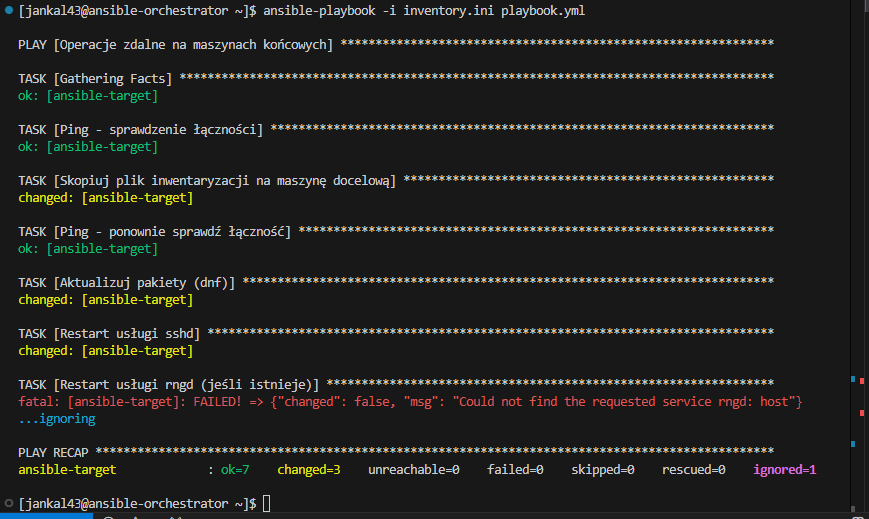 [jankal43@ansible-orchestrator ~]$ ansible-playbook -i inventory.ini playbook.yml
PLAY [Operacje zdalne na maszynach końcowych] **************************************************************
TASK [Gathering Facts] *************************************************************************************
ok: [ansible-target]
TASK [Ping - sprawdzenie łączności] ************************************************************************
ok: [ansible-target]
TASK [Skopiuj plik inwentaryzacji na maszynę docelową] *****************************************************
changed: [ansible-target]
TASK [Ping - ponownie sprawdź łączność] ********************************************************************
ok: [ansible-target]
TASK [Aktualizuj pakiety (dnf)] ****************************************************************************
changed: [ansible-target]
TASK [Restart usługi sshd] *********************************************************************************
changed: [ansible-target]
TASK [Restart usługi rngd (jeśli istnieje)] ****************************************************************
fatal: [ansible-target]: FAILED! => {"changed": false, "msg": "Could not find the requested service rngd: host"}
...ignoring
PLAY RECAP *************************************************************************************************
ansible-target             : ok=7    changed=3    unreachable=0    failed=0    skipped=0    rescued=0    ignored=1
[jankal43@ansible-orchestrator ~]$